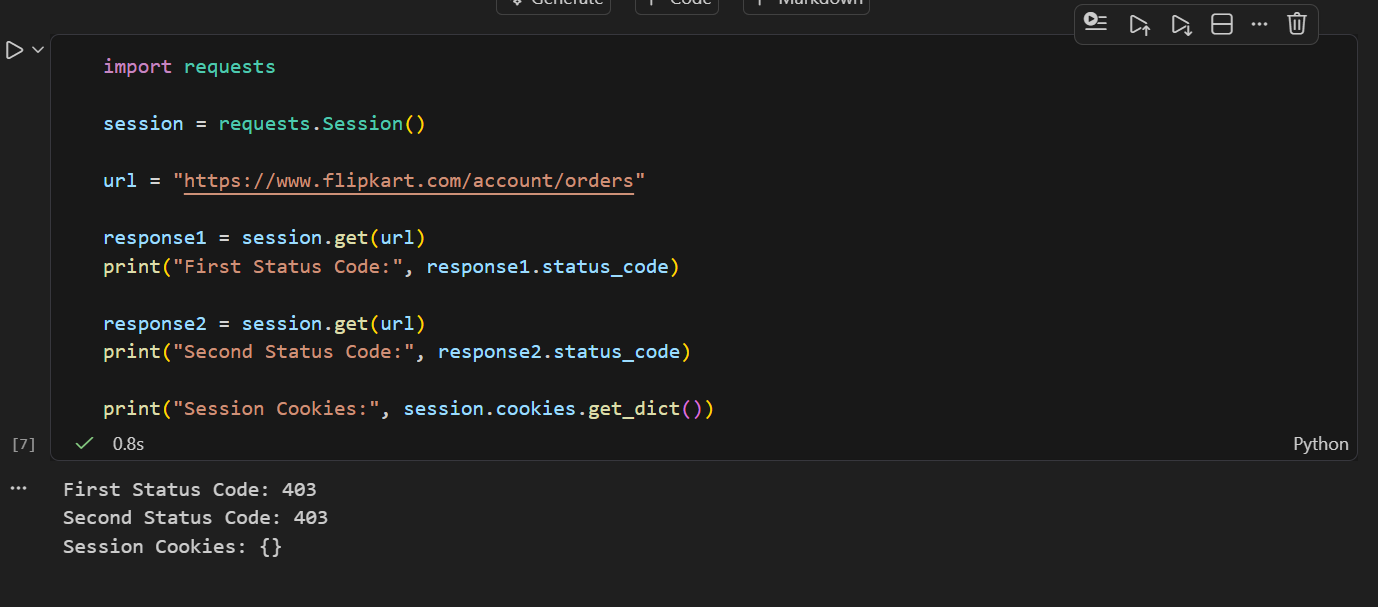 Generate
Code
Markdown
import requests
session = requests.Session()
url = "https://www.flipkart.com/account/orders"
response1 = session.get(url)
print("First Status Code:", response1.status_code)
response2 = session.get(url)
print("Second Status Code:", response2.status_code)
print("Session Cookies:", session.cookies.get_dict())
[7]
0.8s
Python
First Status Code: 403
Second Status Code: 403
Session Cookies: {}